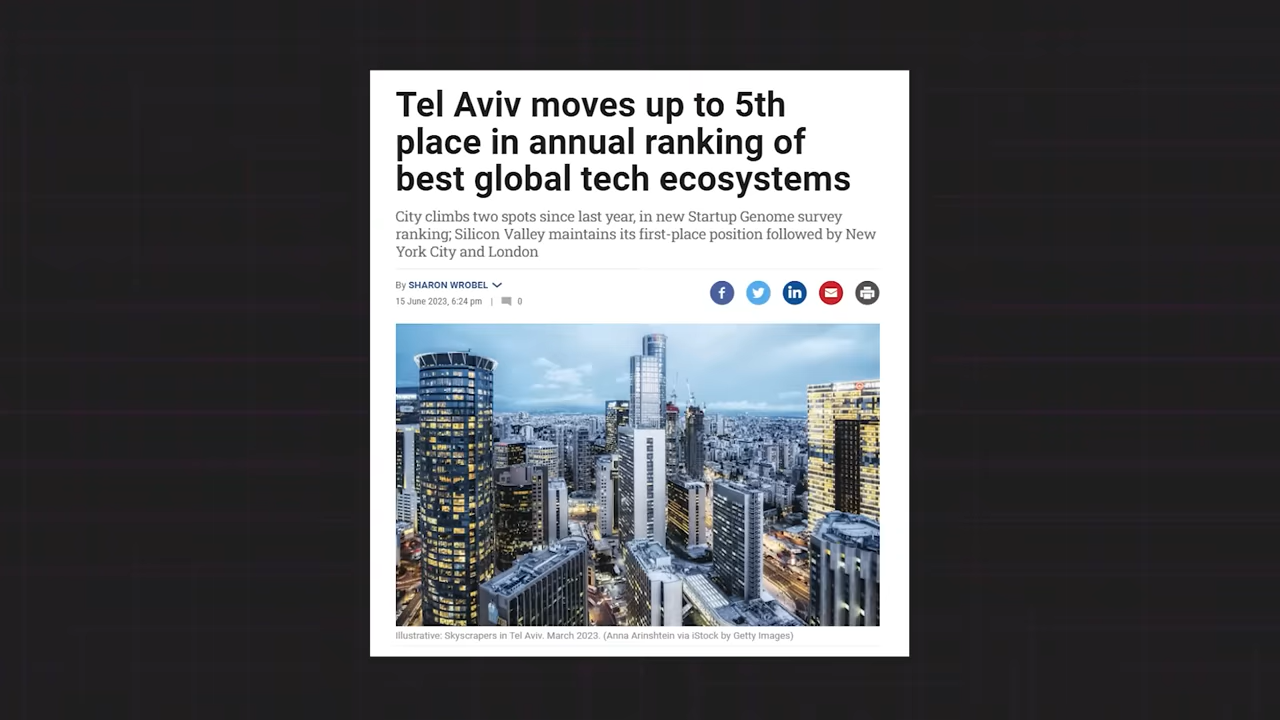 Tel Aviv moves up to 5th
place in annual ranking of
best global tech ecosystems
City climbs two spots since last year, in new Startup Genome survey
ranking; Silicon Valley maintains its first-place position followed by New
York City and London
By SHARON WROBEL
15 June 2023, 6:24 pm | 0
f in
Illustrative: Skyscrapers in Tel Aviv. March 2023. (Anna Arinshtein via iStock by Getty Images)